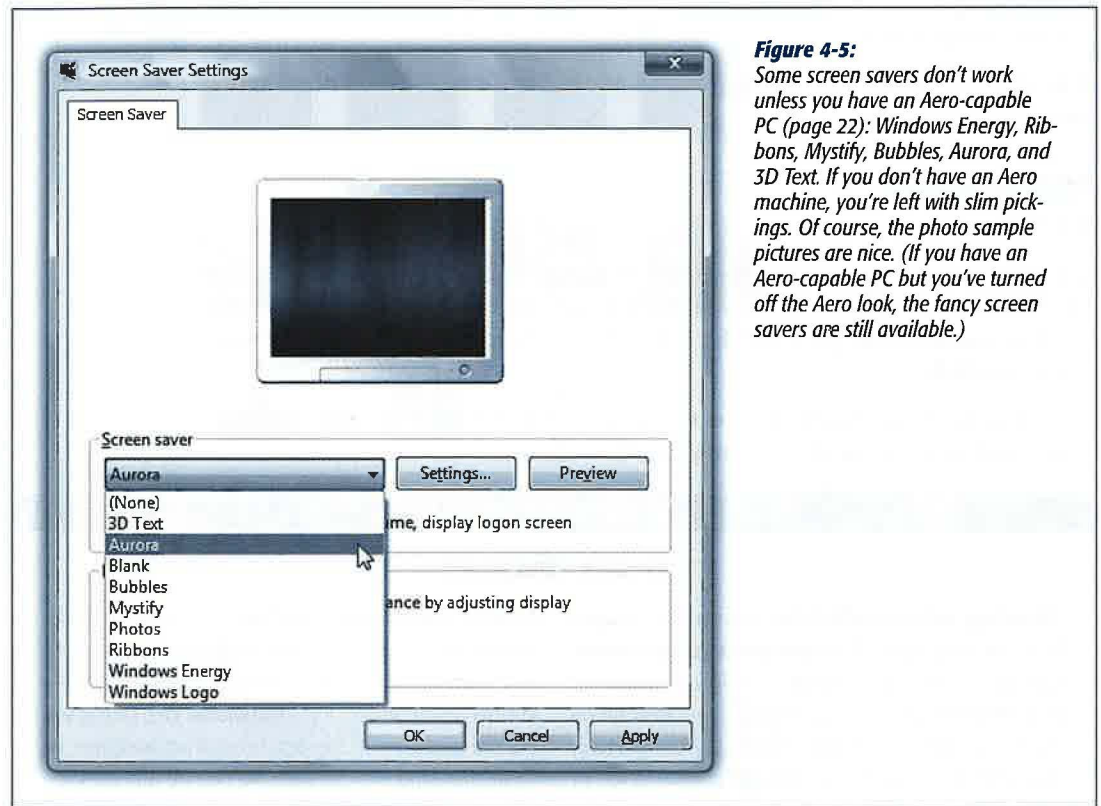 Screen Saver Settings
Screen Saver
Screen saver
Aurora
Settings...
Preview
(None)
3D Text
me, display logon screen
Aurora
Blank
Bubbles
ance by adjusting display
Mystify
Photos
Ribbons
Windows Energy
Windows Logo
OK
Cancel
Apply
Figure 4-5:
Some screen savers don't work
unless you have an Aero-capable
PC (page 22): Windows Energy, Rib-
bons, Mystify, Bubbles, Aurora, and
3D Text. If you don't have an Aero
machine, you're left with slim pick-
ings. Of course, the photo sample
pictures are nice. (If you have an
Aero-capable PC but you've turned
off the Aero look, the fancy screen
savers are still available.)